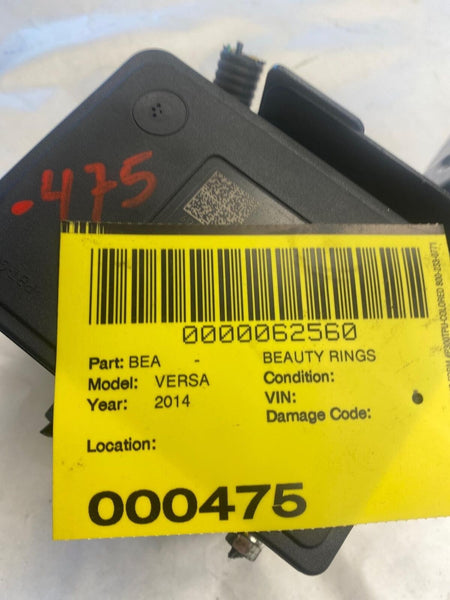 .475
0000062560
Part: BEA - BEAUTY RINGS
Model: VERSA Condition:
Year: 2014 VIN:
Damage Code:
Location:
000475